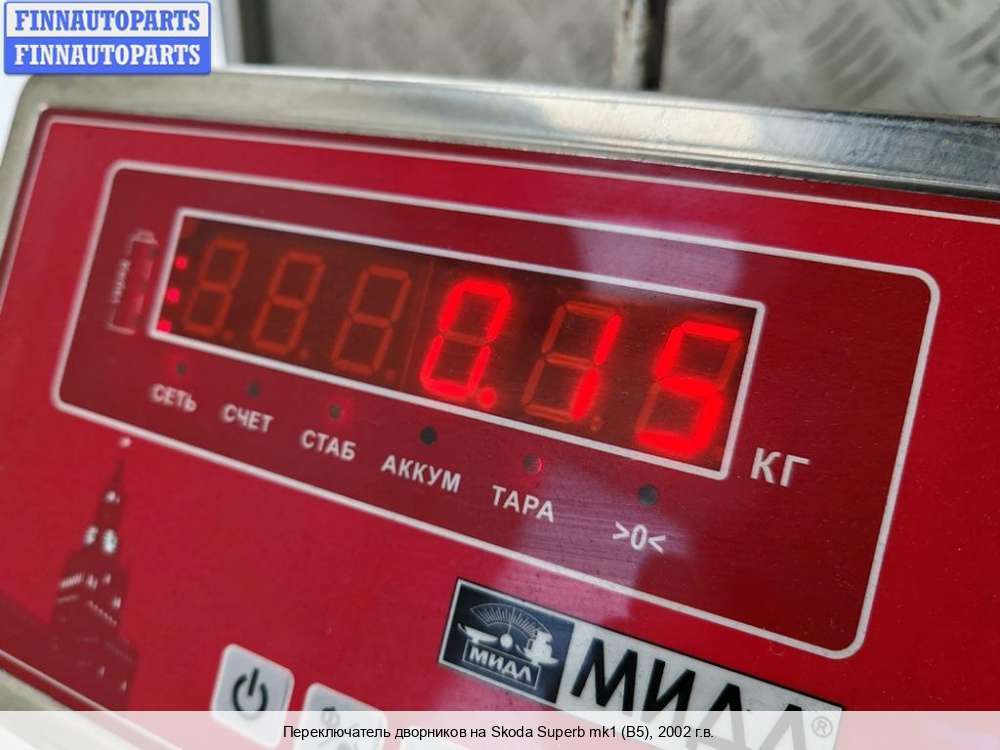 FINNAUTOPARTS
FINNAUTOPARTS
0.15
КГ
СЕТЬ
СЧЕТ
СТАБ
АККУМ
ТАРА
>0<
МИДЛ
МИДЛ®
Переключатель дворников на Skoda Superb mk1 (B5), 2002 г.в.